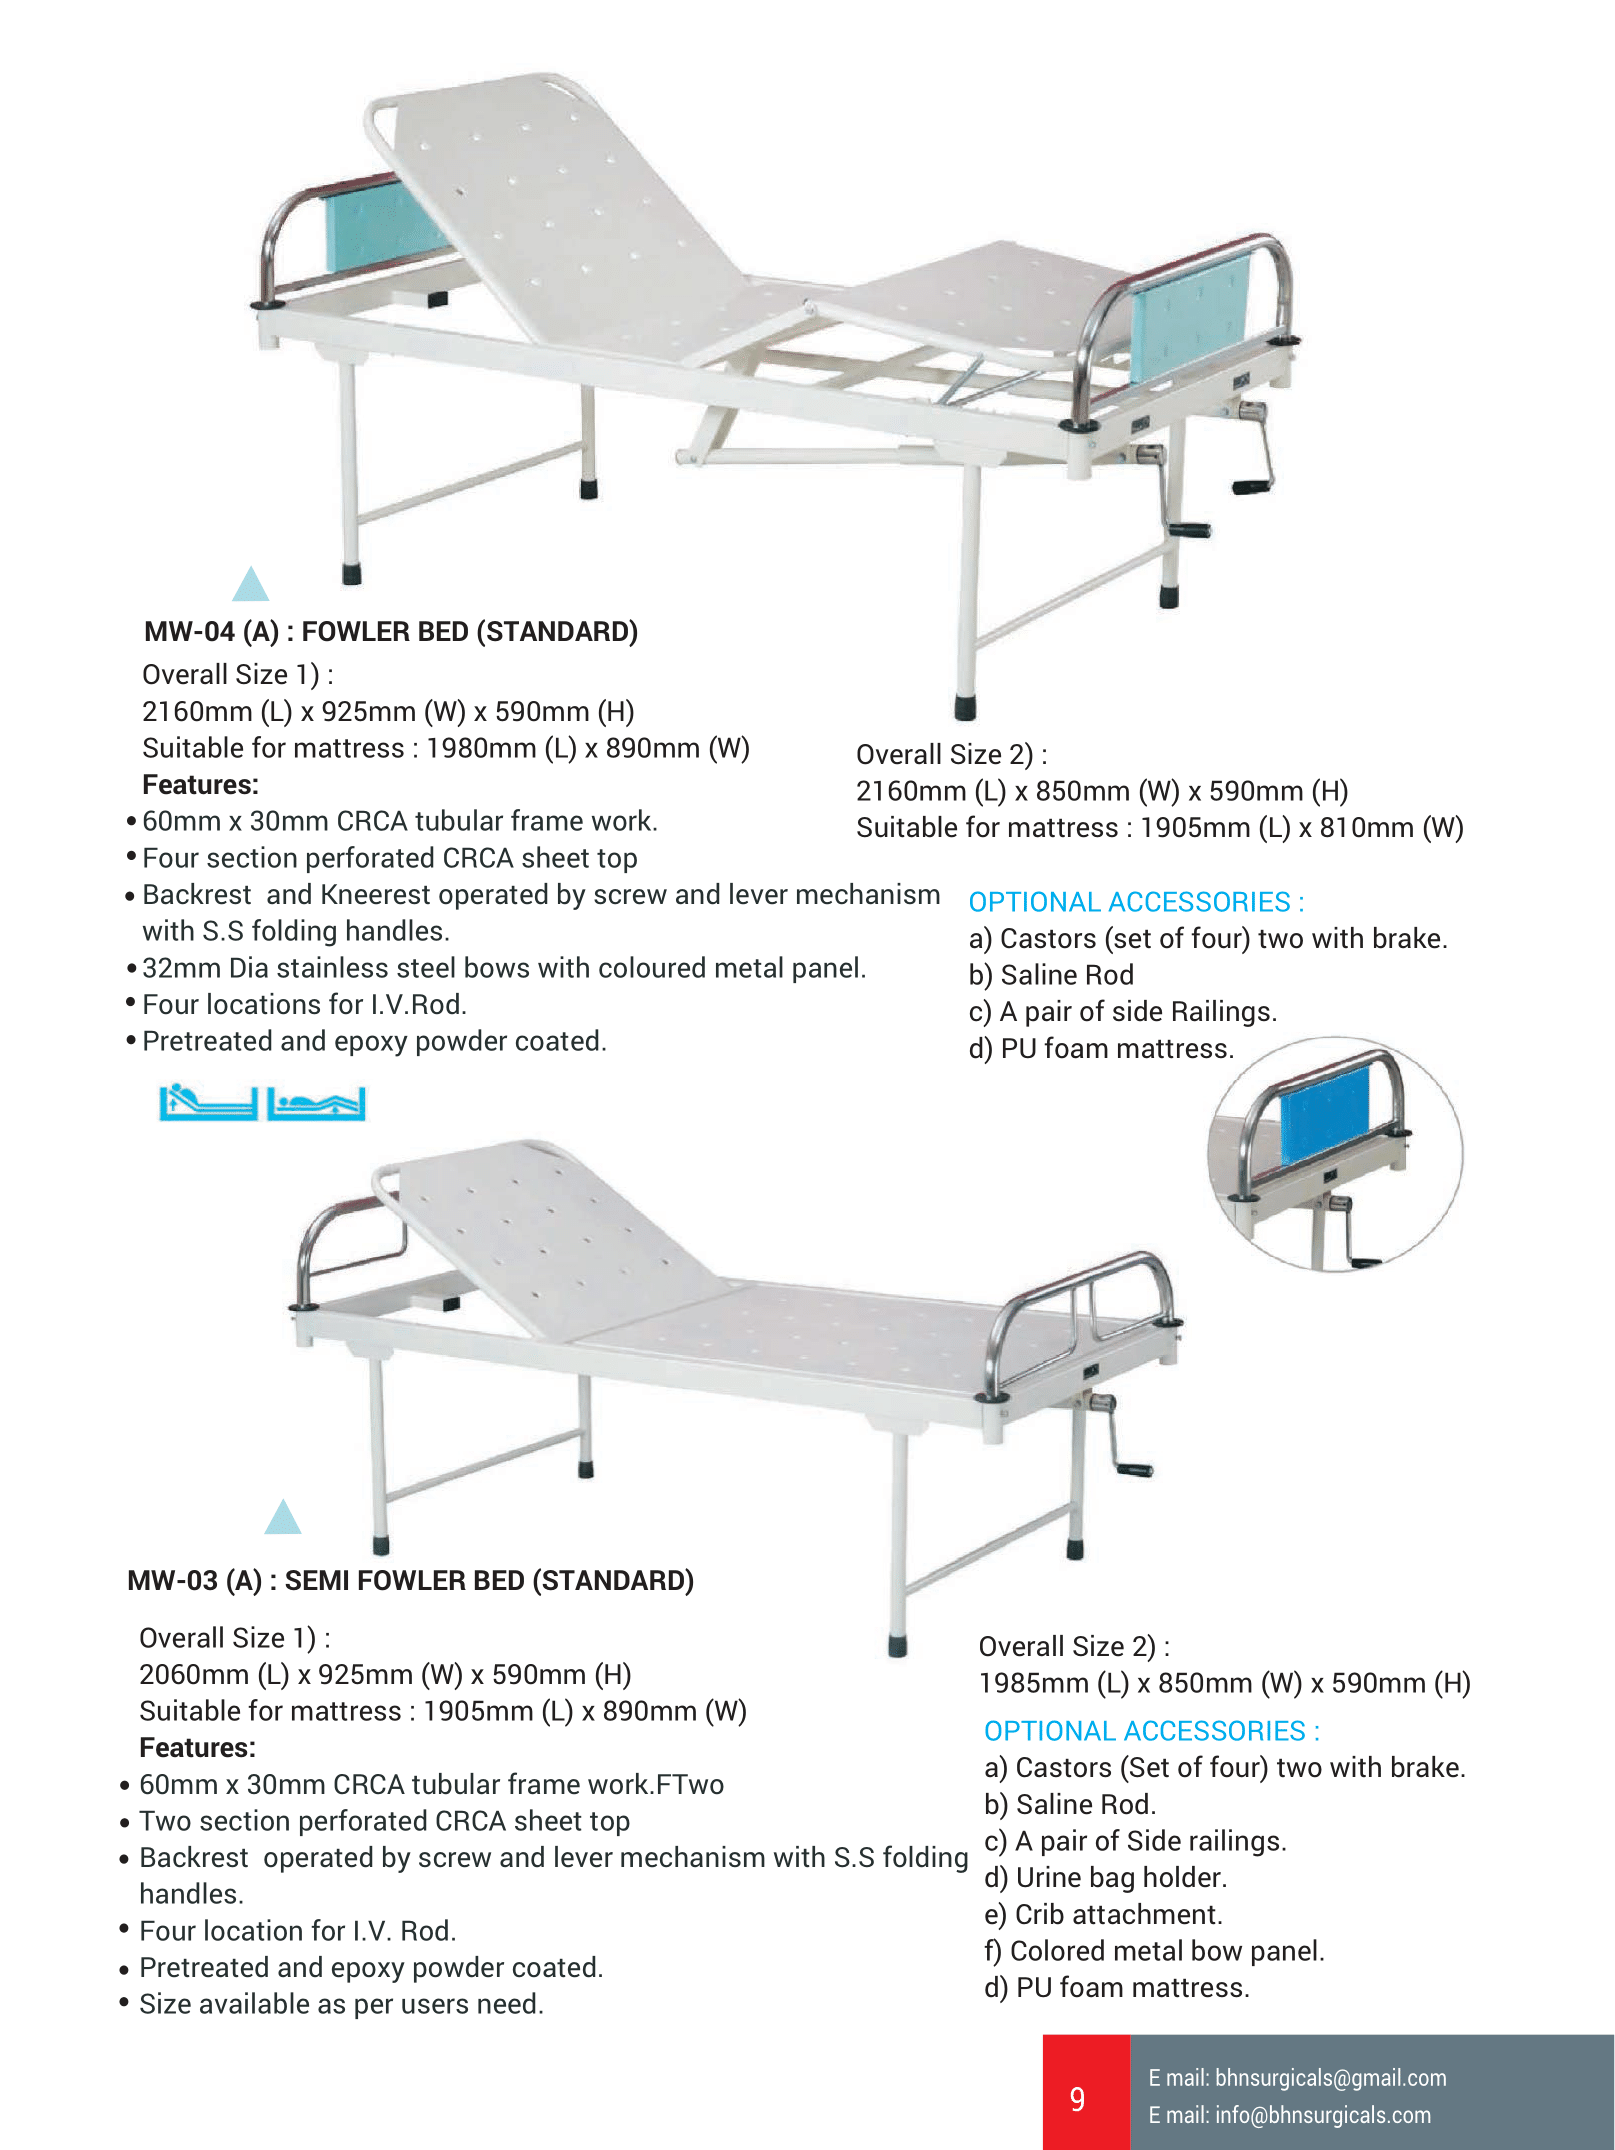 MW-04 (A) : FOWLER BED (STANDARD)
Overall Size 1) :
2160mm (L) x 925mm (W) x 590mm (H)
Suitable for mattress : 1980mm (L) x 890mm (W)
Features:
• 60mm x 30mm CRCA tubular frame work.
• Four section perforated CRCA sheet top
• Backrest  and Kneerest operated by screw and lever mechanism
with S.S folding handles.
• 32mm Dia stainless steel bows with coloured metal panel.
• Four locations for I.V.Rod.
• Pretreated and epoxy powder coated.
Overall Size 2) :
2160mm (L) x 850mm (W) x 590mm (H)
Suitable for mattress : 1905mm (L) x 810mm (W)
OPTIONAL ACCESSORIES :
a) Castors (set of four) two with brake.
b) Saline Rod
c) A pair of side Railings.
d) PU foam mattress.
MW-03 (A) : SEMI FOWLER BED (STANDARD)
Overall Size 1) :
2060mm (L) x 925mm (W) x 590mm (H)
Suitable for mattress : 1905mm (L) x 890mm (W)
Features:
• 60mm x 30mm CRCA tubular frame work.FTwo
• Two section perforated CRCA sheet top
• Backrest  operated by screw and lever mechanism with S.S folding
handles.
• Four location for I.V. Rod.
• Pretreated and epoxy powder coated.
• Size available as per users need.
Overall Size 2) :
1985mm (L) x 850mm (W) x 590mm (H)
OPTIONAL ACCESSORIES :
a) Castors (Set of four) two with brake.
b) Saline Rod.
c) A pair of Side railings.
d) Urine bag holder.
e) Crib attachment.
f) Colored metal bow panel.
d) PU foam mattress.
9
E mail: bhnsurgicals@gmail.com
E mail: info@bhnsurgicals.com